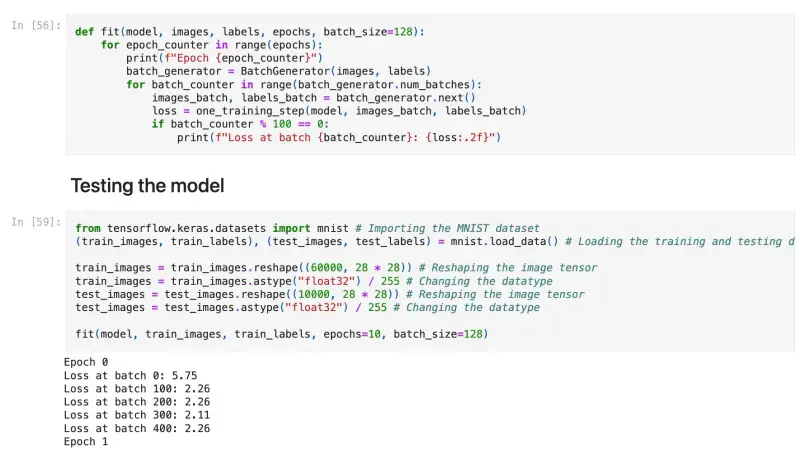 In [56]:
def fit(model, images, labels, epochs, batch_size=128):
    for epoch_counter in range(epochs):
        print(f"Epoch {epoch_counter}")
        batch_generator = BatchGenerator(images, labels)
        for batch_counter in range(batch_generator.num_batches):
            images_batch, labels_batch = batch_generator.next()
            loss = one_training_step(model, images_batch, labels_batch)
            if batch_counter % 100 == 0:
                print(f"Loss at batch {batch_counter}: {loss:.2f}")
Testing the model
In [59]:
from tensorflow.keras.datasets import mnist # Importing the MNIST dataset
(train_images, train_labels), (test_images, test_labels) = mnist.load_data() # Loading the training and testing d
train_images = train_images.reshape((60000, 28 * 28)) # Reshaping the image tensor
train_images = train_images.astype("float32") / 255 # Changing the datatype
test_images = test_images.reshape((10000, 28 * 28)) # Reshaping the image tensor
test_images = test_images.astype("float32") / 255 # Changing the datatype
fit(model, train_images, train_labels, epochs=10, batch_size=128)
Epoch 0
Loss at batch 0: 5.75
Loss at batch 100: 2.26
Loss at batch 200: 2.26
Loss at batch 300: 2.11
Loss at batch 400: 2.26
Epoch 1